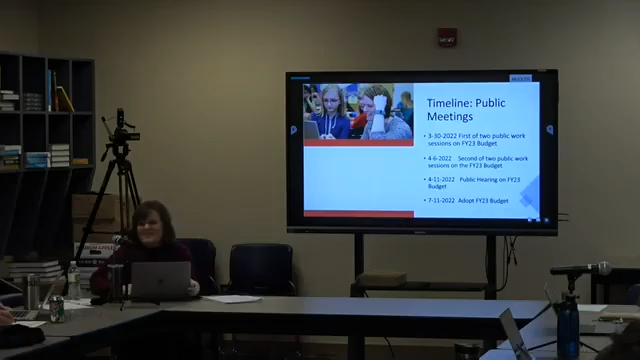 Timeline: Public
Meetings
• 3-30-2022 First of two public work
sessions on FY23 Budget
• 4-6-2022 Second of two public work
sessions on the FY23 Budget
• 4-11-2022 Public Hearing on FY23
Budget
• 7-11-2022 Adopt FY23 Budget